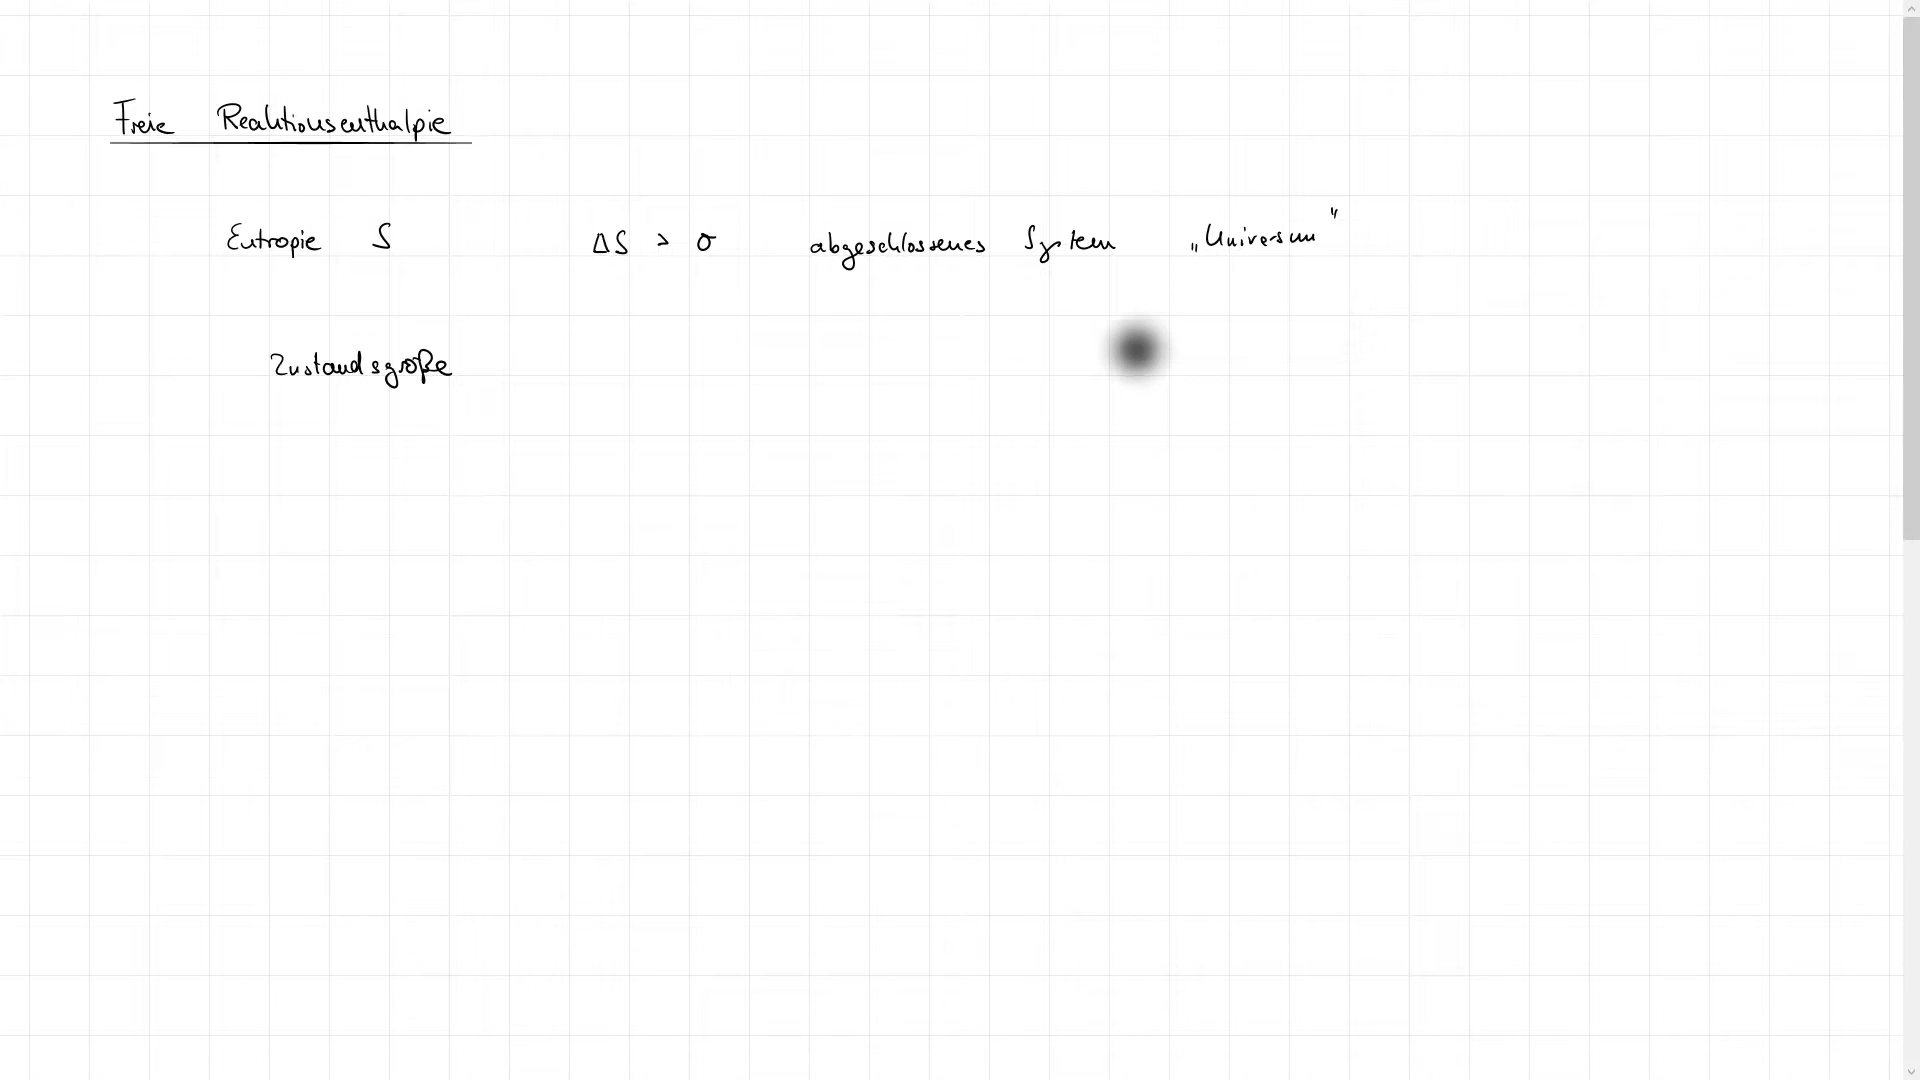 Freie Reaktionsenthalpie
Entropie S ΔS > 0 abgeschlossenes System „Universum"
Zustandsgröße